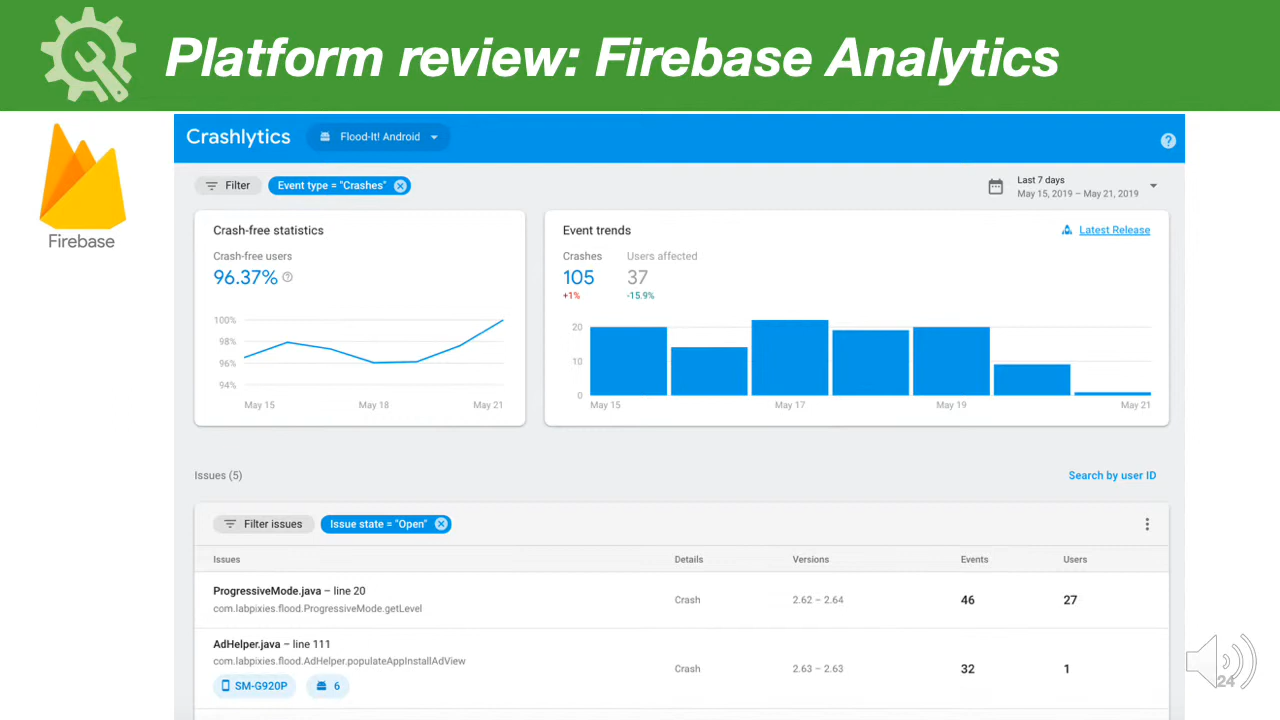 Platform review: Firebase Analytics
Firebase
Crashlytics
Flood-It! Android
?
Filter
Event type = "Crashes"
Last 7 days
May 15, 2019 – May 21, 2019
Crash-free statistics
Crash-free users
96.37%
?
100%
98%
96%
94%
May 15 May 18 May 21
Event trends
Latest Release
Crashes Users affected
105 37
+1% -15.9%
20
10
0
May 15 May 17 May 19 May 21
Issues (5)
Search by user ID
Filter issues
Issue state = "Open"
Issues Details Versions Events Users
ProgressiveMode.java – line 20
com.labpixies.flood.ProgressiveMode.getLevel
Crash 2.62 – 2.64 46 27
AdHelper.java – line 111
com.labpixies.flood.AdHelper.populateAppInstallAdView
Crash 2.63 – 2.63 32 1
SM-G920P 6
24